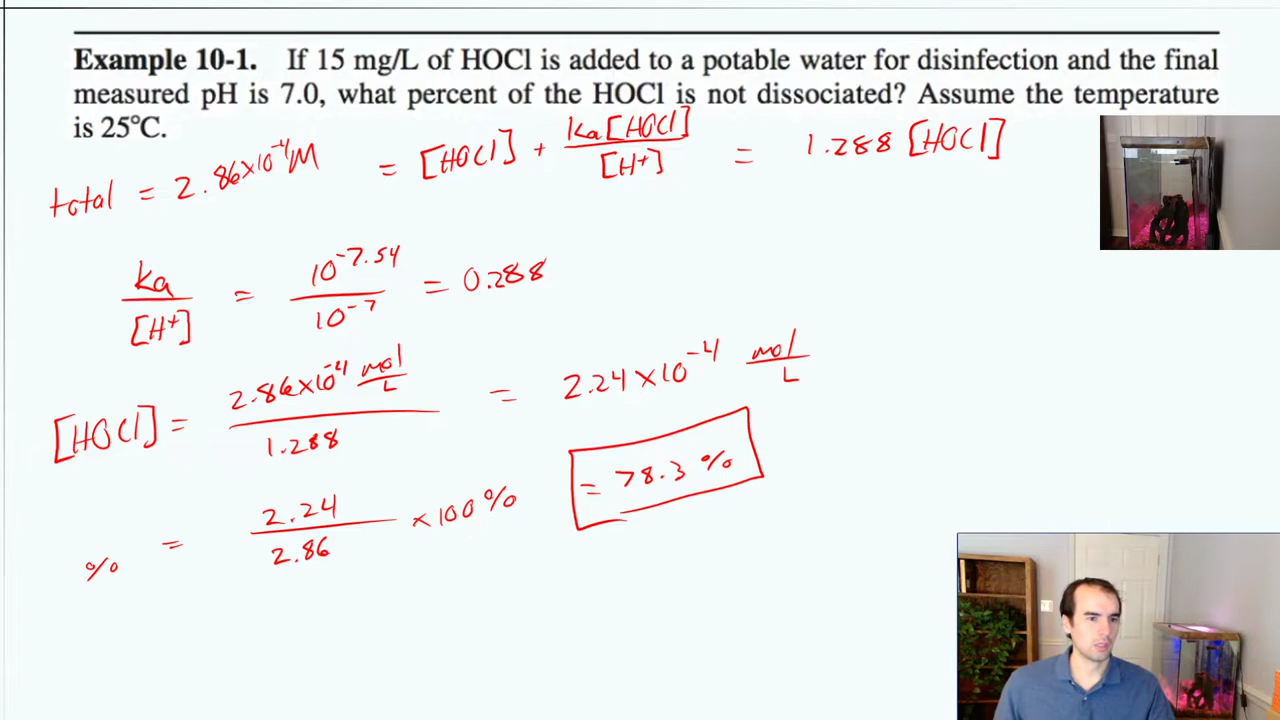 Example 10-1. If 15 mg/L of HOCl is added to a potable water for disinfection and the final
measured pH is 7.0, what percent of the HOCl is not dissociated? Assume the temperature
is 25°C.
total = 2.86×10⁻⁴M = [HOCl] + ka[HOCl]/[H+] = 1.288 [HOCl]
ka/[H+] = 10^-7.54/10^-7 = 0.288
[HOCl] = 2.86×10⁻⁴ mol/L / 1.288 = 2.24×10⁻⁴ mol/L
% = 2.24/2.86 ×100% = 78.3 %